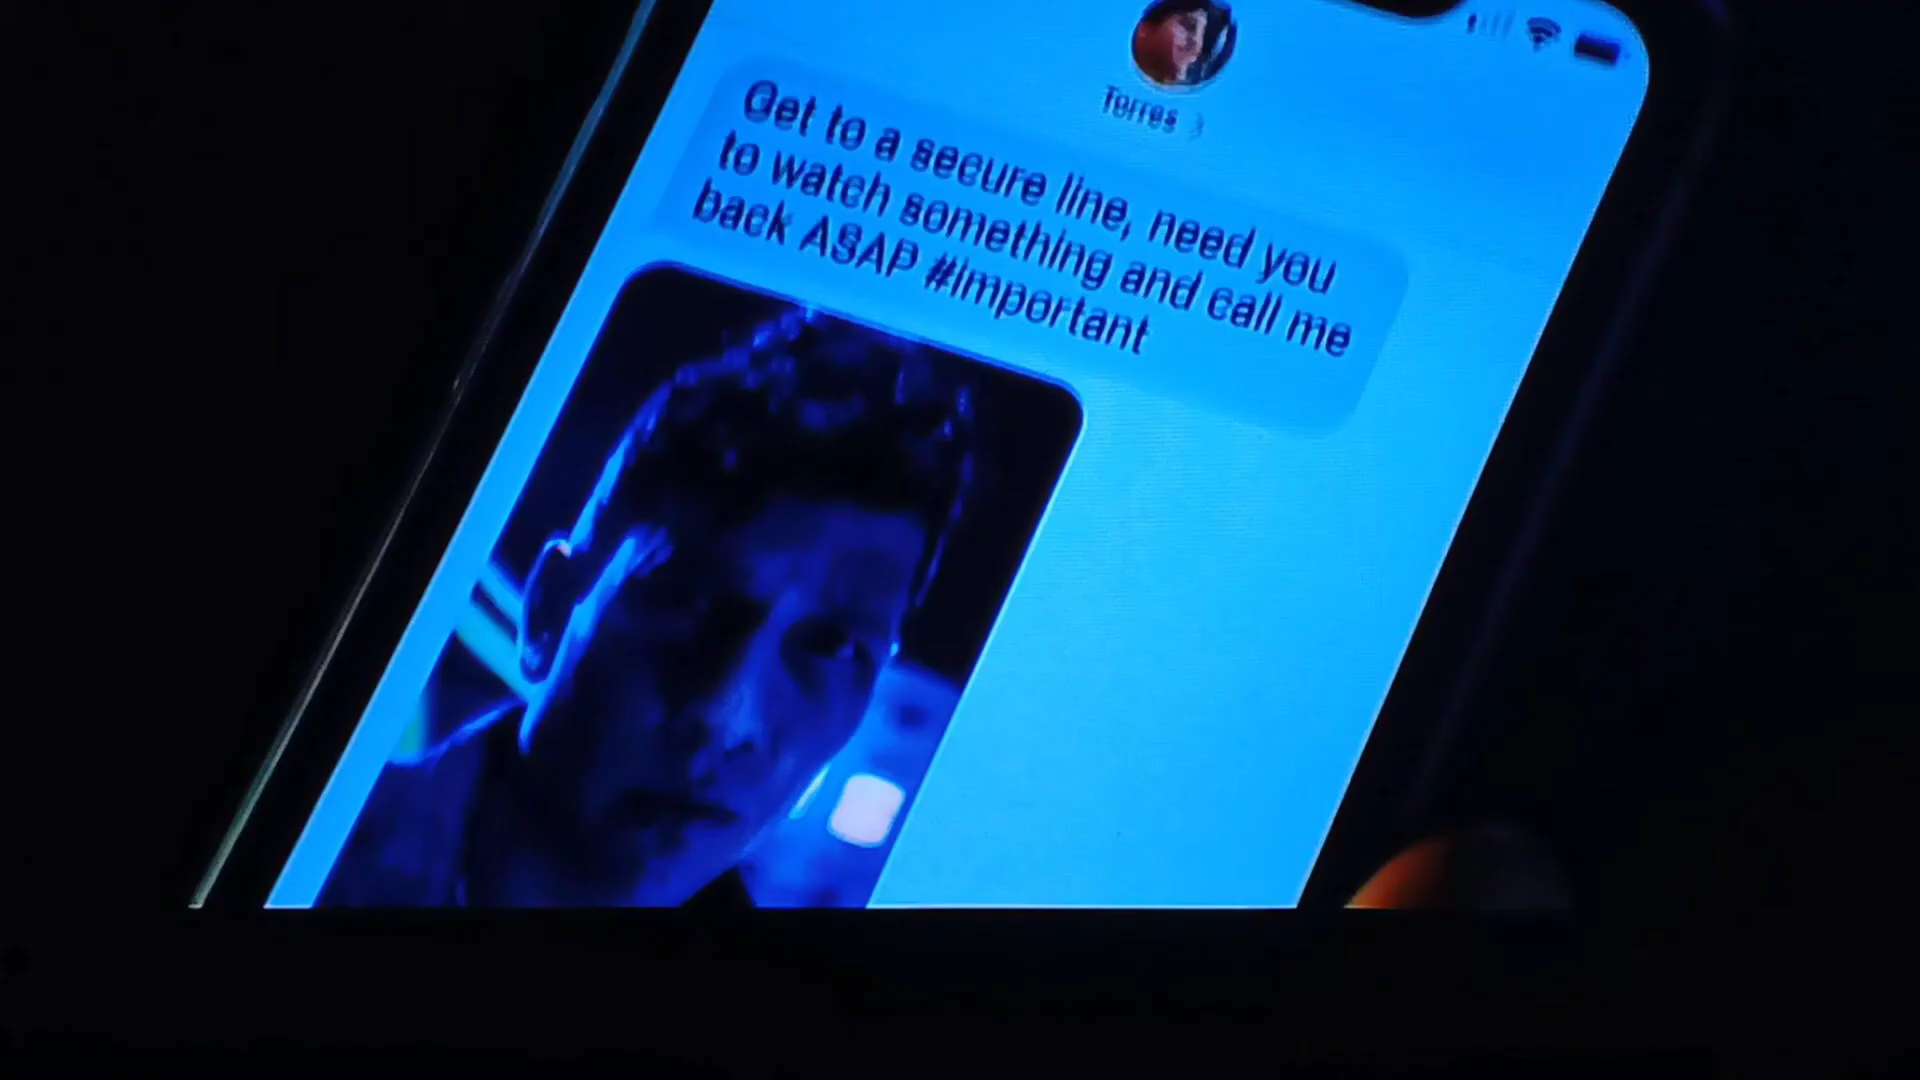 Torres
Get to a secure line, need you
to watch something and call me
back ASAP #important